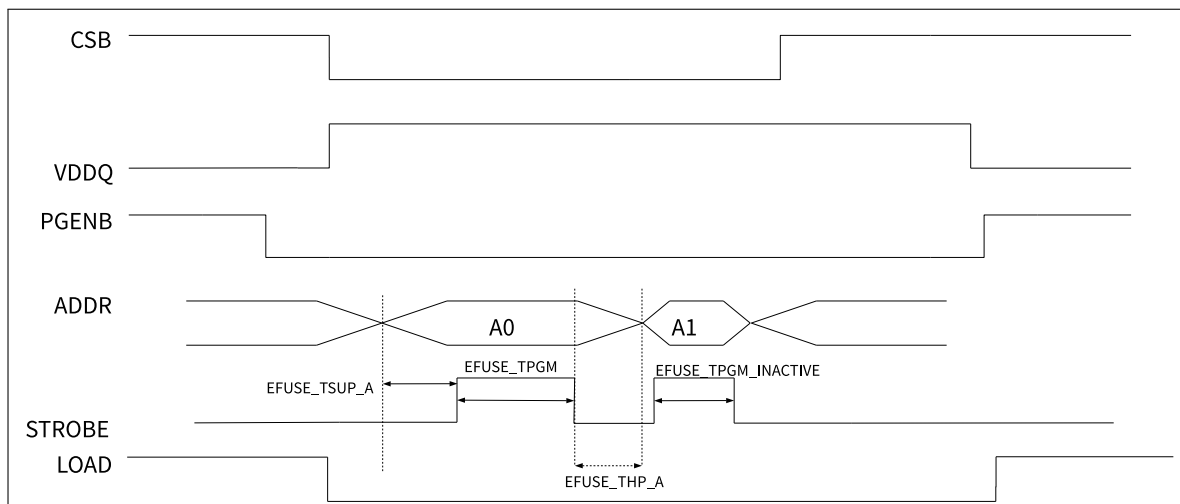 CSB
VDDQ
PGENB
ADDR
A0
A1
EFUSE_TPGM
EFUSE_TPGM_INACTIVE
EFUSE_TSUP_A
STROBE
LOAD
EFUSE_THP_A